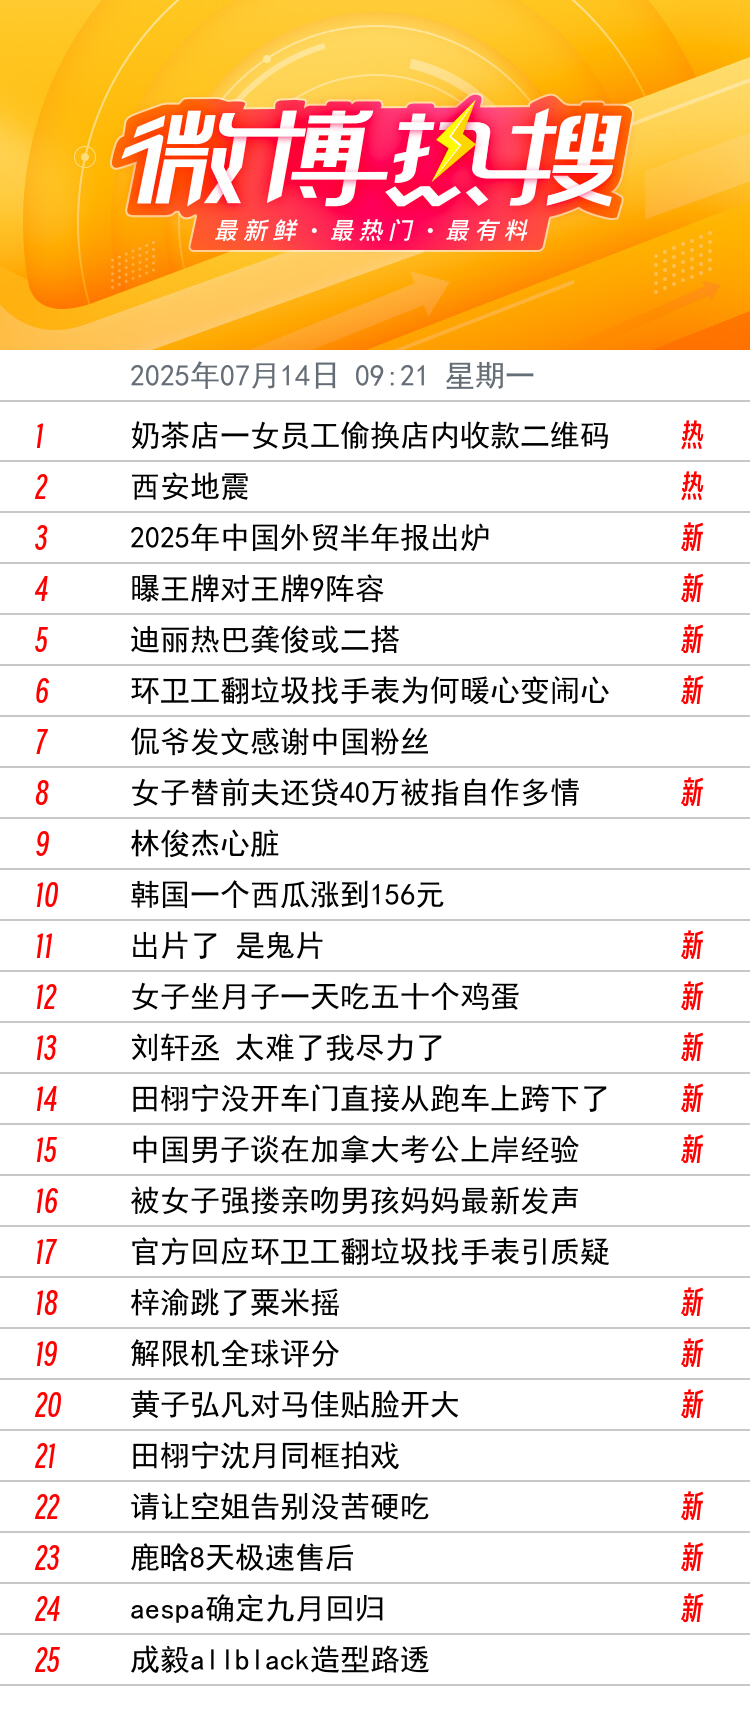 微博热搜
最新鲜·最热门·最有料
2025年07月14日 09:21 星期一
1 奶茶店一女员工偷换店内收款二维码 热
2 西安地震 热
3 2025年中国外贸半年报出炉 新
4 曝王牌对王牌9阵容 新
5 迪丽热巴龚俊或二搭 新
6 环卫工翻垃圾找手表为何暖心变闹心 新
7 侃爷发文感谢中国粉丝
8 女子替前夫还贷40万被指自作多情 新
9 林俊杰心脏
10 韩国一个西瓜涨到156元
11 出片了 是鬼片 新
12 女子坐月子一天吃五十个鸡蛋 新
13 刘轩丞 太难了我尽力了 新
14 田栩宁没开车门直接从跑车上跨下了 新
15 中国男子谈在加拿大考公上岸经验 新
16 被女子强搂亲吻男孩妈妈最新发声
17 官方回应环卫工翻垃圾找手表引质疑
18 梓渝跳了粟米摇 新
19 解限机全球评分 新
20 黄子弘凡对马佳贴脸开大 新
21 田栩宁沈月同框拍戏
22 请让空姐告别没苦硬吃 新
23 鹿晗8天极速售后 新
24 aespa确定九月回归 新
25 成毅allblack造型路透